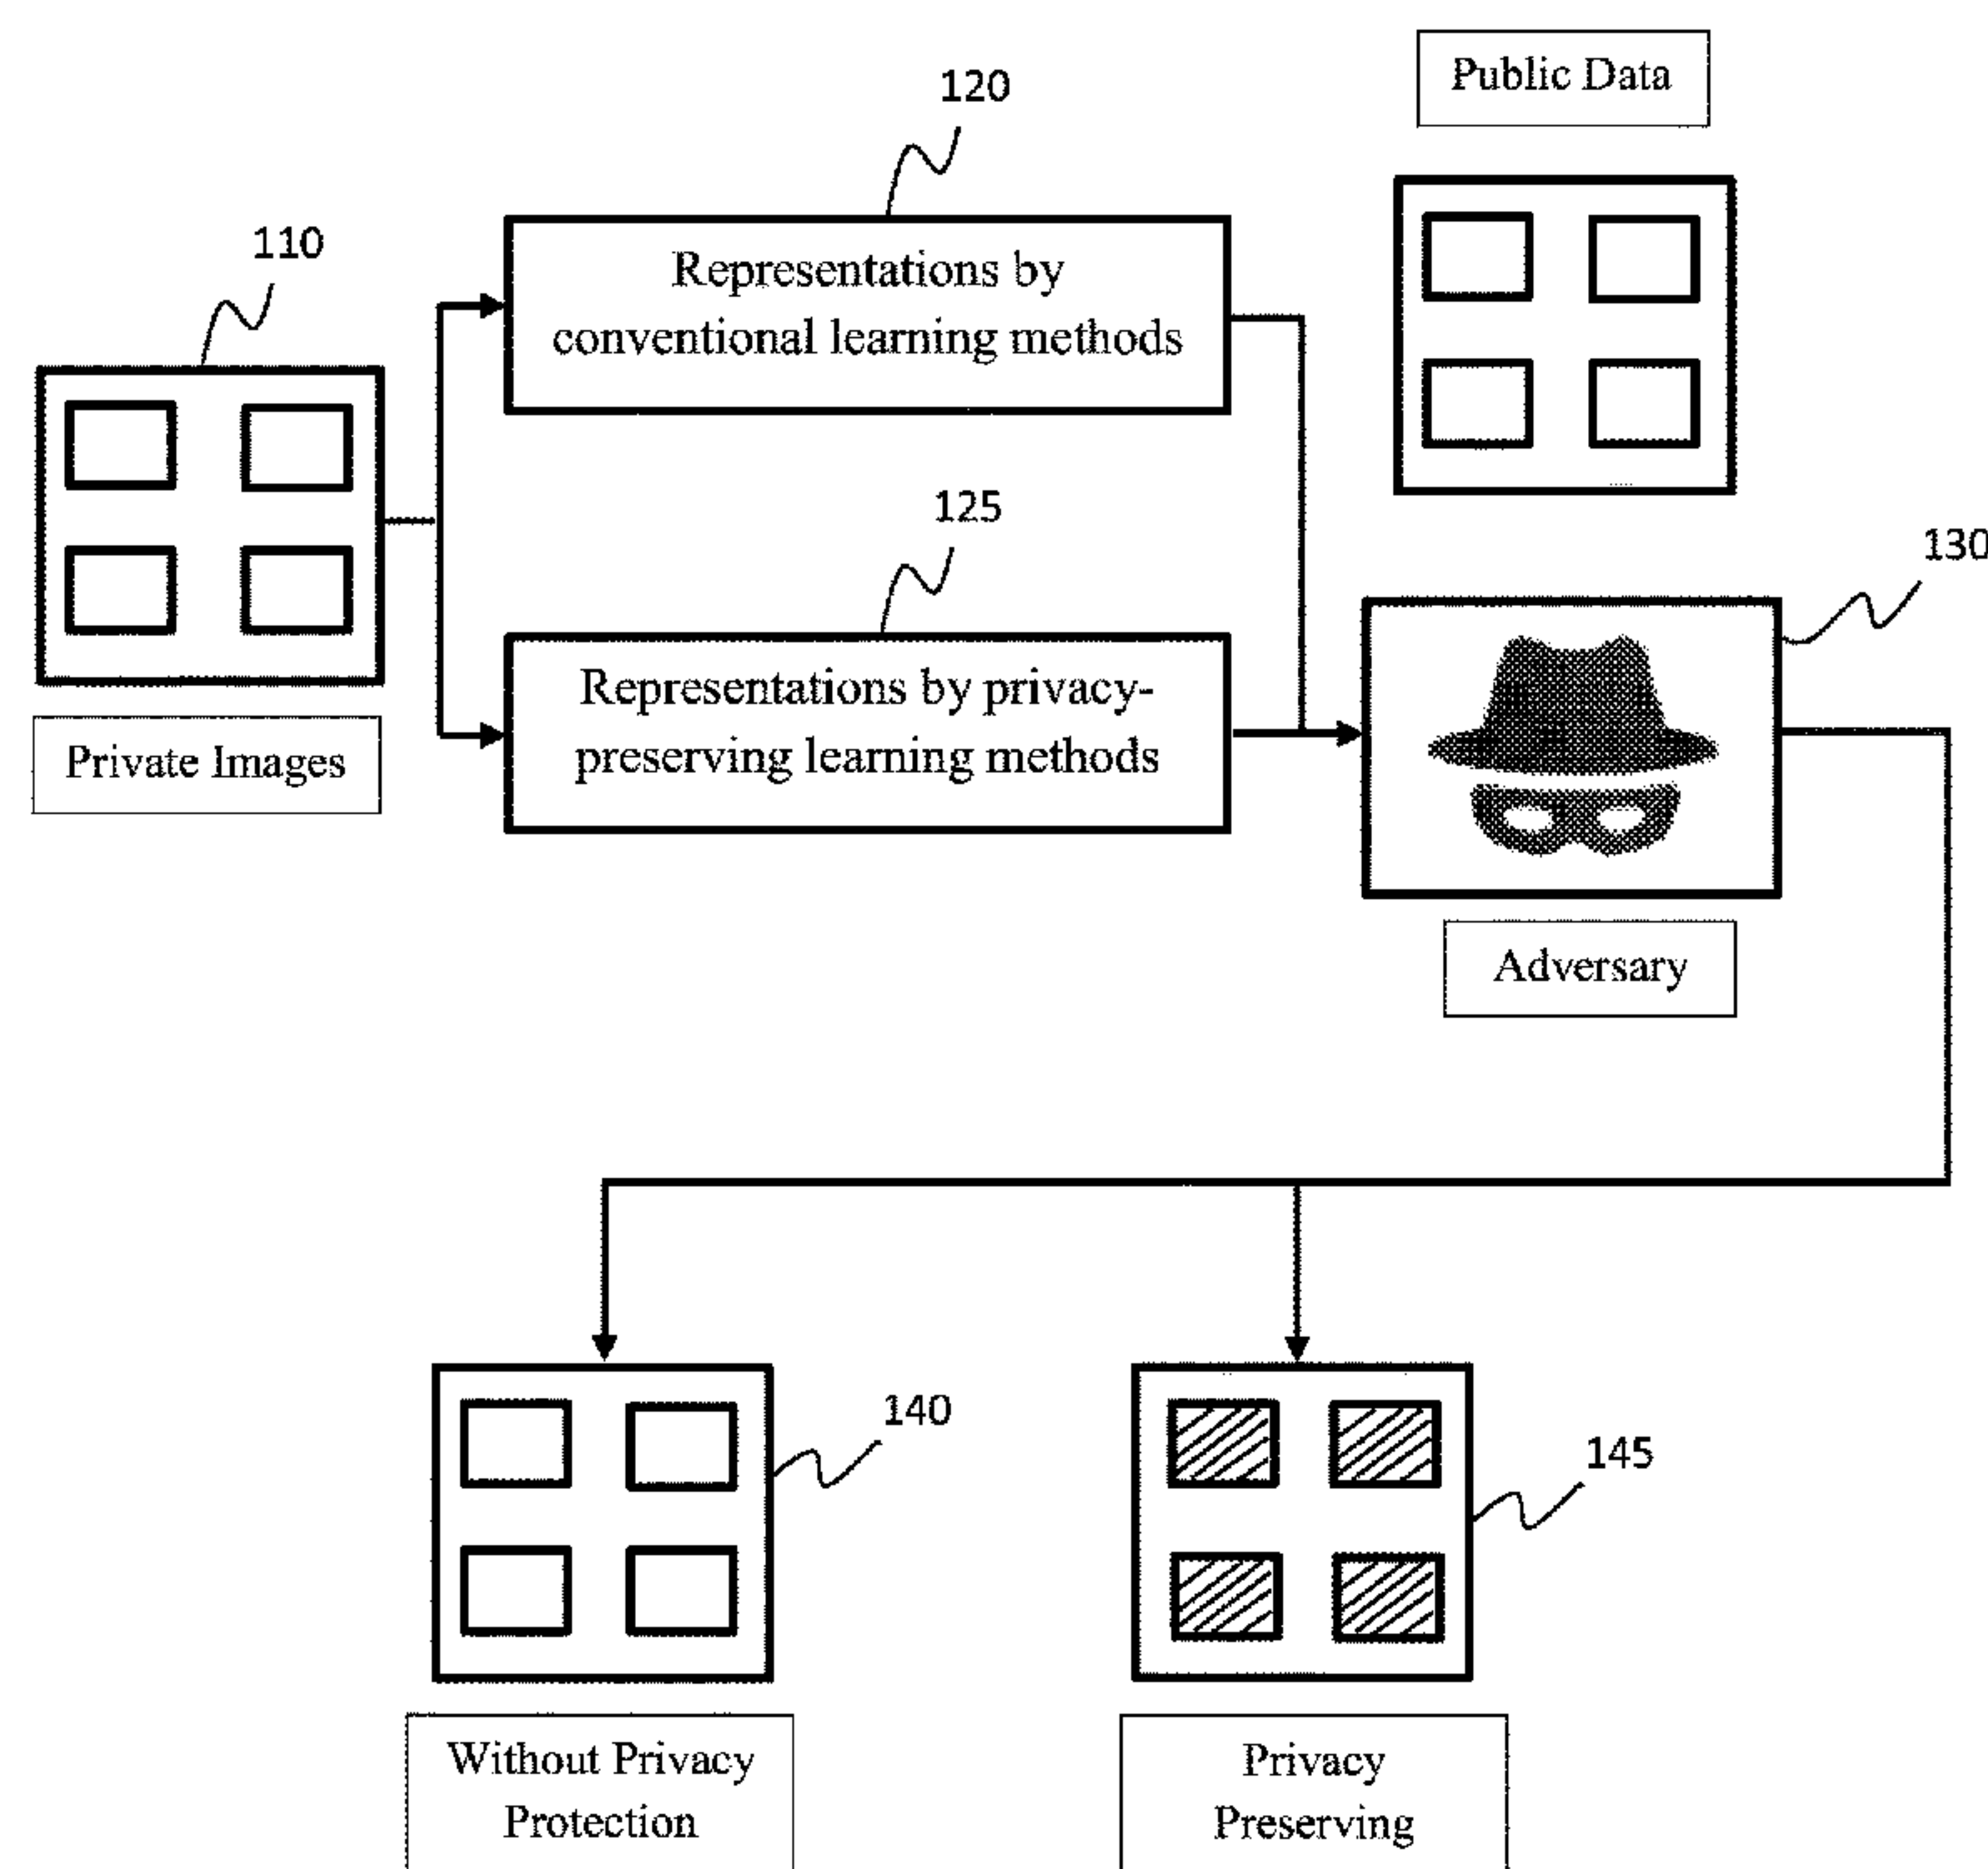 120
Public Data
110
Representations by
conventional learning methods
125
130
Private Images
Representations by privacy-
preserving learning methods
Adversary
140
145
Without Privacy
Protection
Privacy
Preserving